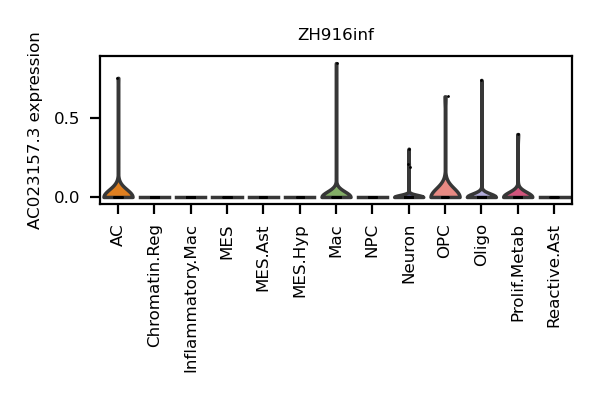 ZH916inf
AC023157.3 expression
0.5
0.0
AC
Chromatin.Reg
Inflammatory.Mac
MES
MES.Ast
MES.Hyp
Mac
NPC
Neuron
OPC
Oligo
Prolif.Metab
Reactive.Ast